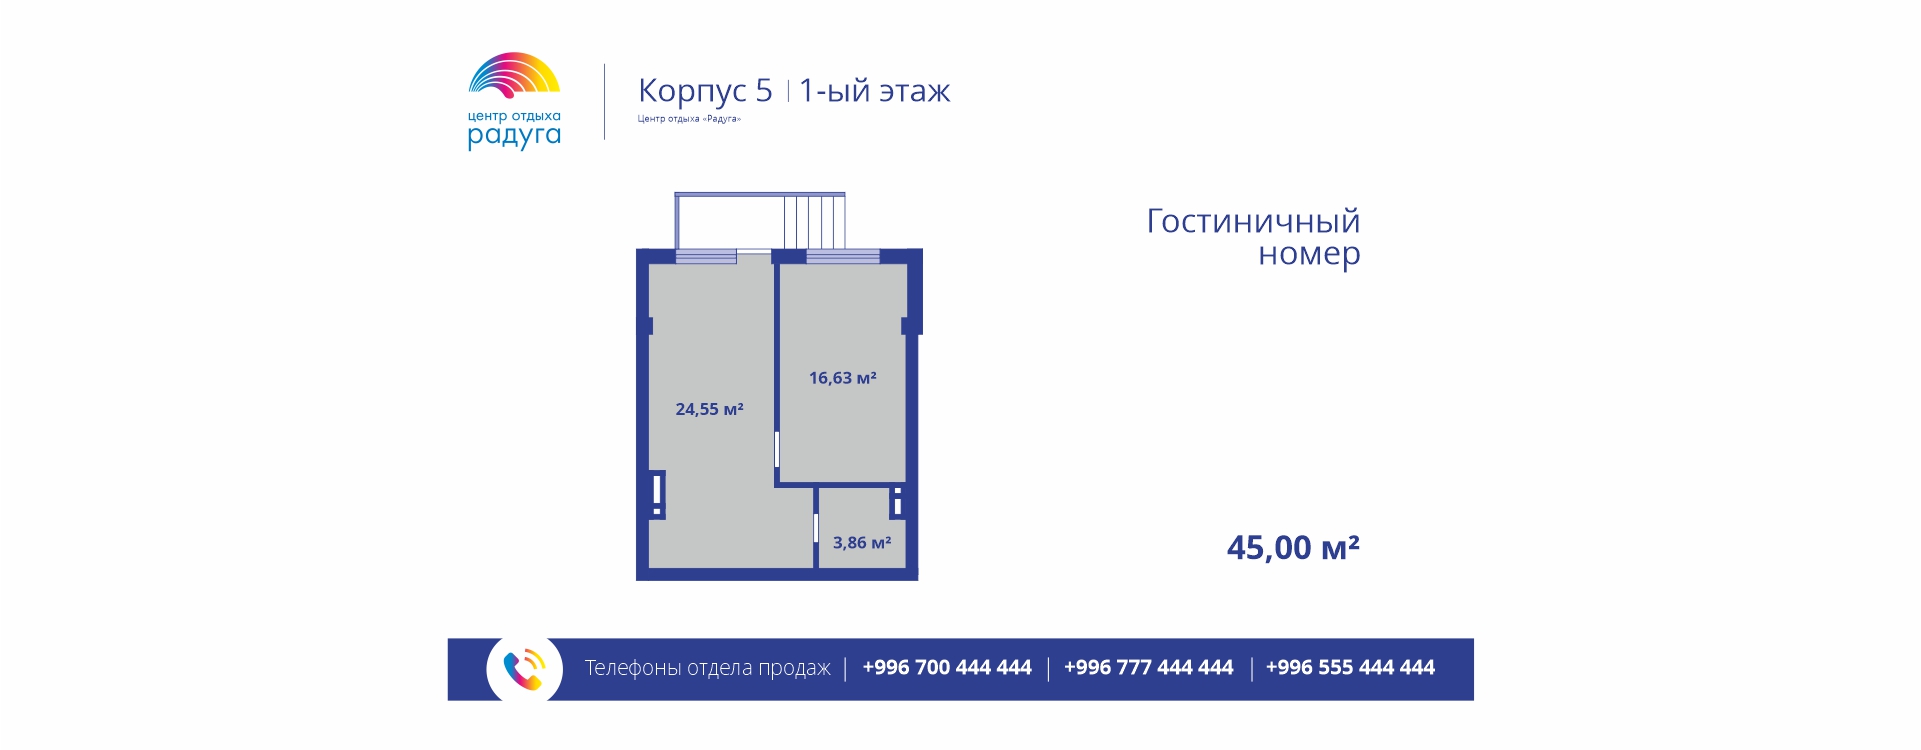 центр отдыха
радуга
Корпус 5 | 1-ый этаж
Центр отдыха «Радуга»
Гостиничный
номер
16,63 м²
24,55 м²
3,86 м²
45,00 м²
Телефоны отдела продаж | +996 700 444 444 | +996 777 444 444 | +996 555 444 444